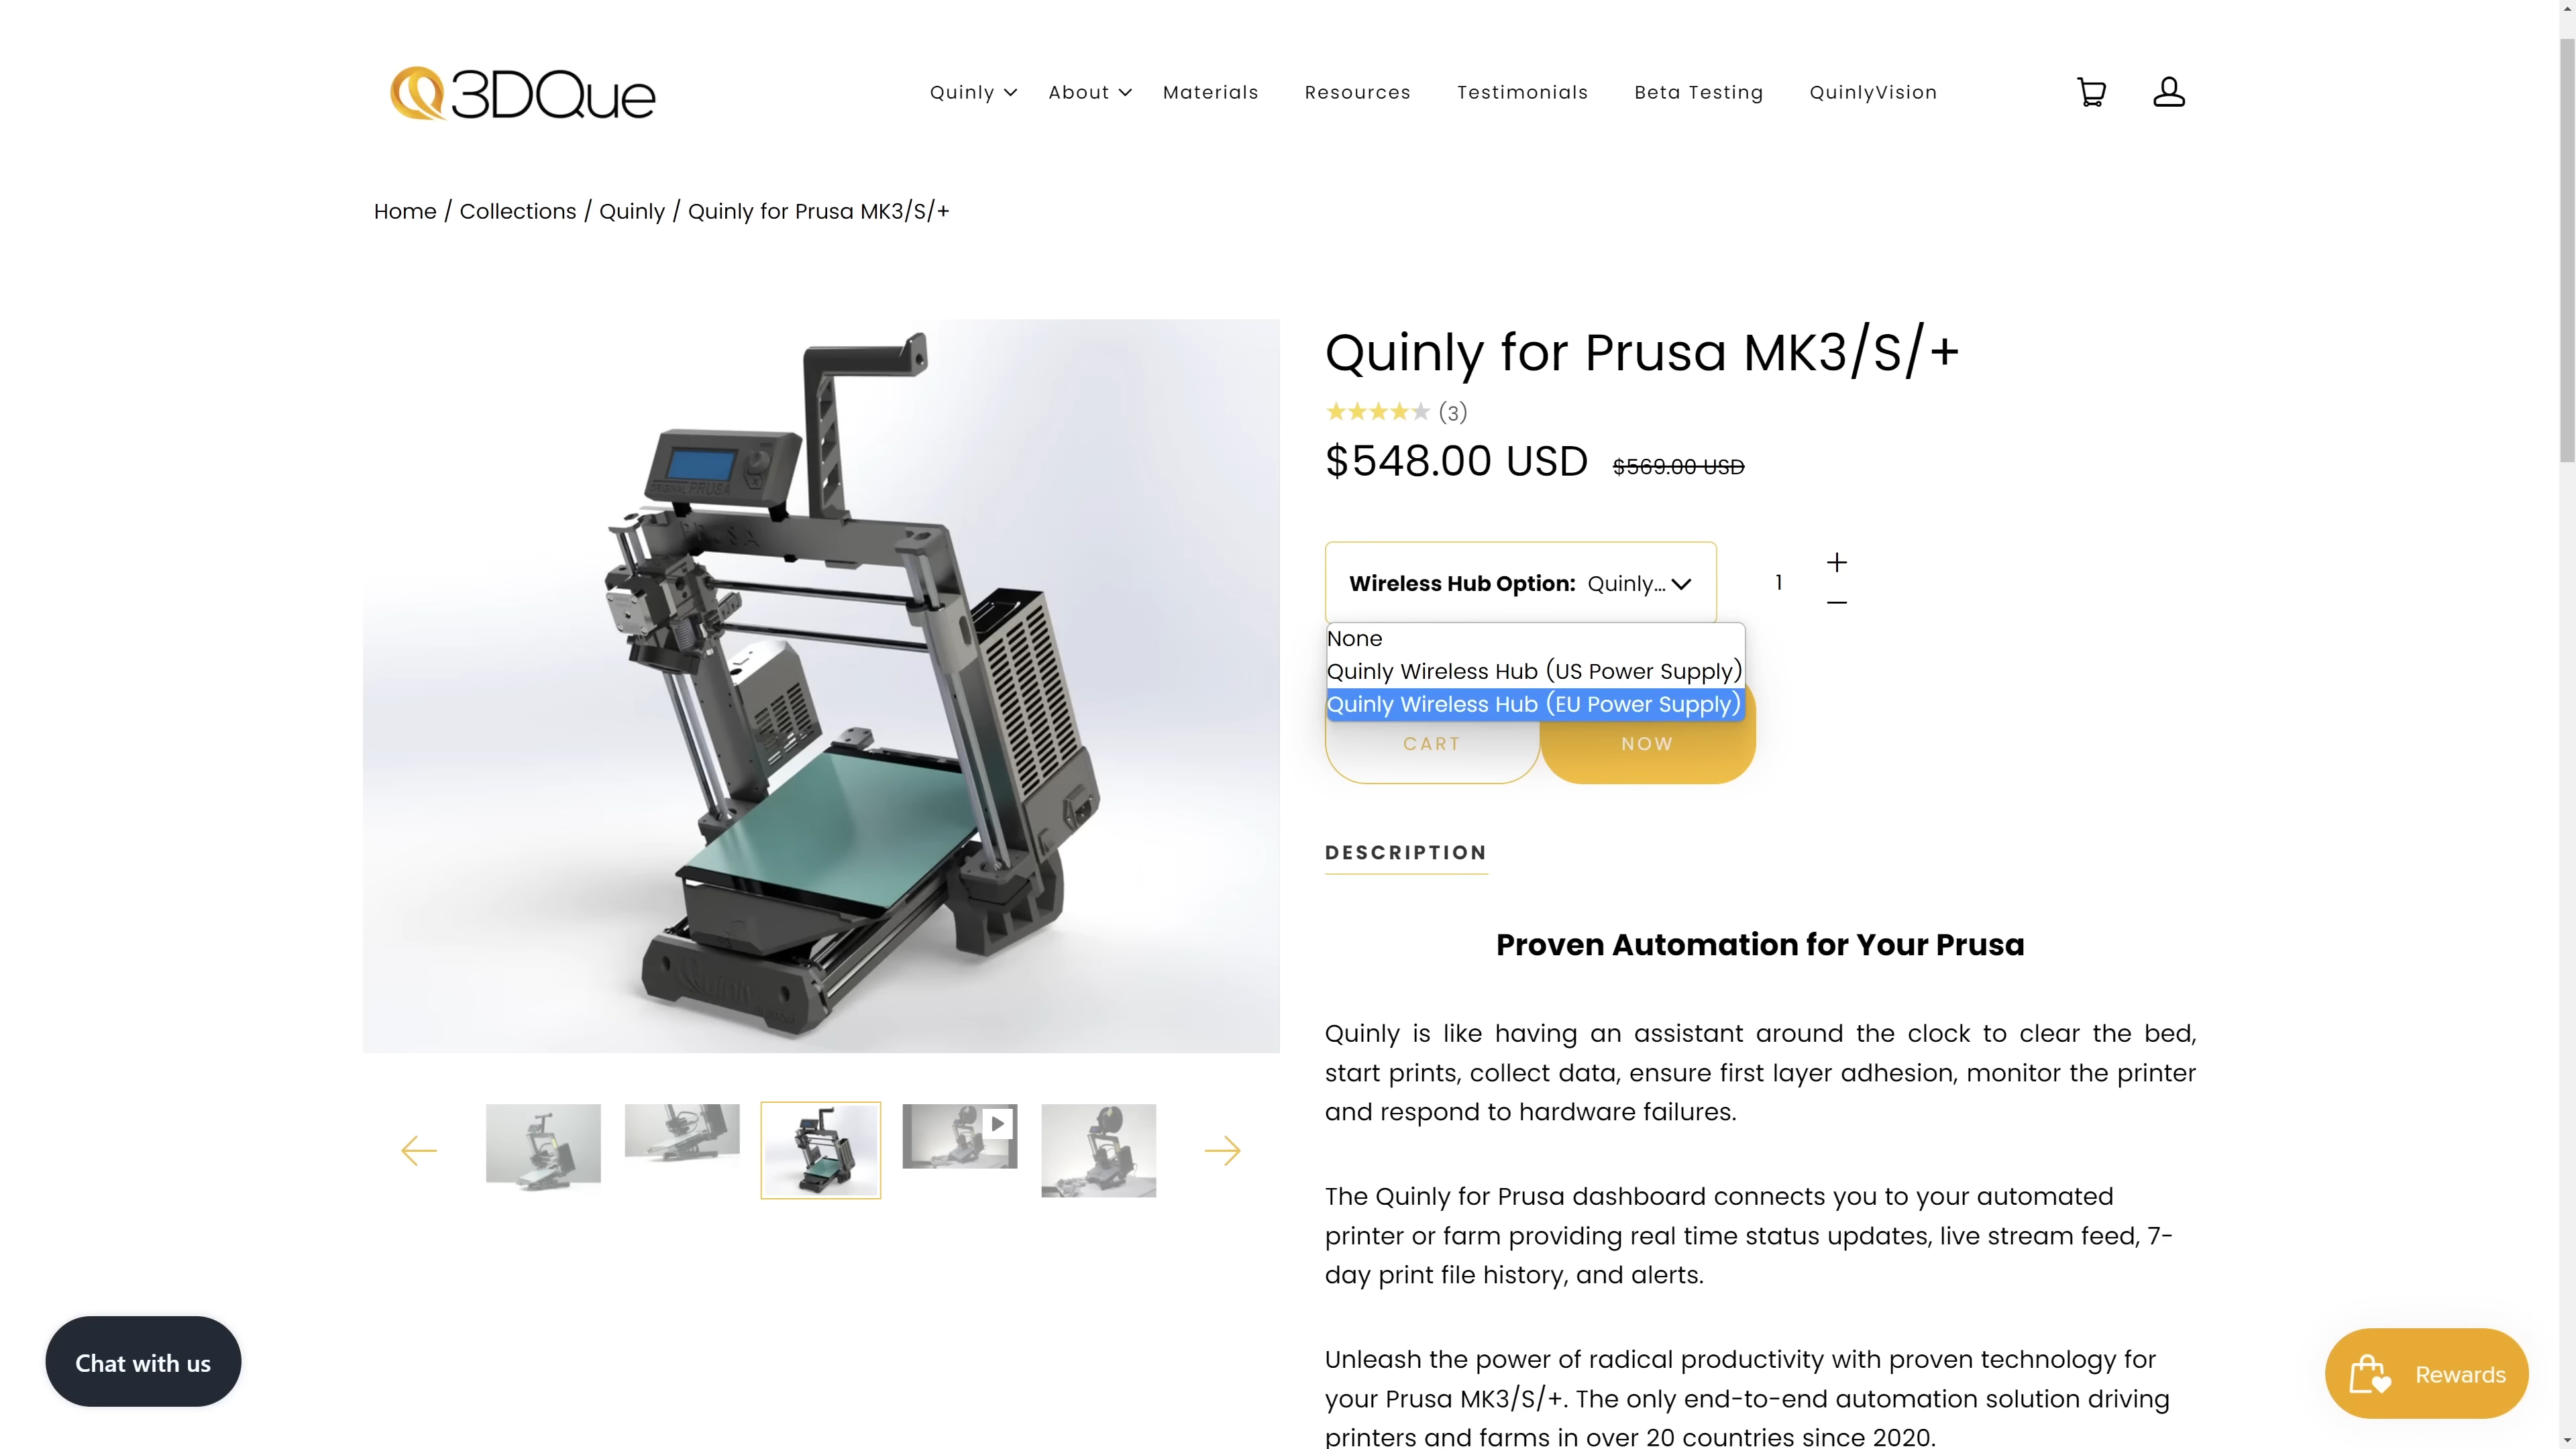 3DQue
Quinly
About
Materials
Resources
Testimonials
Beta Testing
QuinlyVision
Home / Collections / Quinly / Quinly for Prusa MK3/S/+
ORIGINAL PRUSA
PRUSA
Quinly for Prusa MK3/S/+
(3)
$548.00 USD $569.00 USD
Wireless Hub Option: Quinly...
1
None
Quinly Wireless Hub (US Power Supply)
Quinly Wireless Hub (EU Power Supply)
CART
NOW
DESCRIPTION
Proven Automation for Your Prusa
Quinly is like having an assistant around the clock to clear the bed,
start prints, collect data, ensure first layer adhesion, monitor the printer
and respond to hardware failures.
The Quinly for Prusa dashboard connects you to your automated
printer or farm providing real time status updates, live stream feed, 7-
day print file history, and alerts.
Unleash the power of radical productivity with proven technology for
your Prusa MK3/S/+. The only end-to-end automation solution driving
printers and farms in over 20 countries since 2020.
Chat with us
Rewards